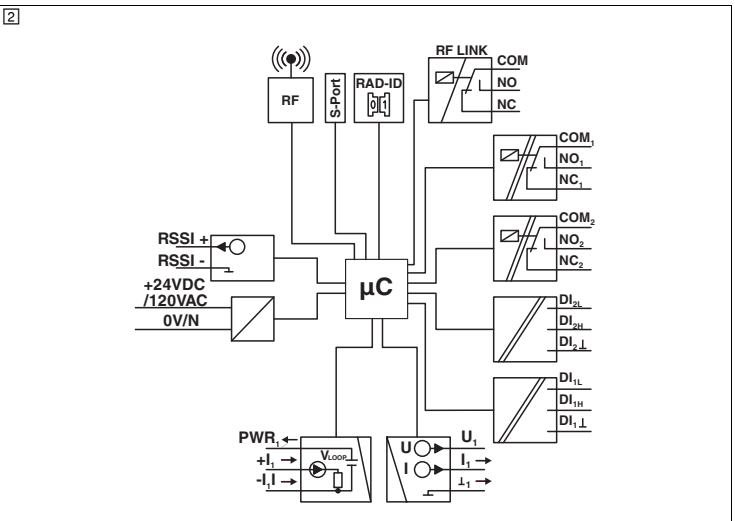 2
RF LINK
COM
NO
NC
RF
S-Port
RAD-ID
0 1
COM₁
NO₁
NC₁
COM₂
NO₂
NC₂
RSSI +
RSSI -
+24VDC
/120VAC
0V/N
µC
DI₂L
DI₂H
DI₂⊥
DI₁L
DI₁H
DI₁⊥
PWR₁
+I₁
-I₁I
VLOOP
U
I
U₁
I₁
⊥₁